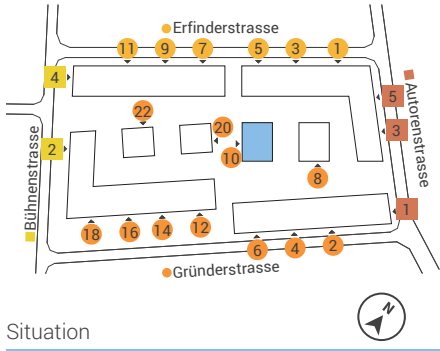 Erfinderstrasse
11 9 7 5 3 1
4
5
Autorenstrasse
22
20
3
2
10
8
Bühnenstrasse
1
18 16 14 12
6 4 2
Gründerstrasse
N
Situation